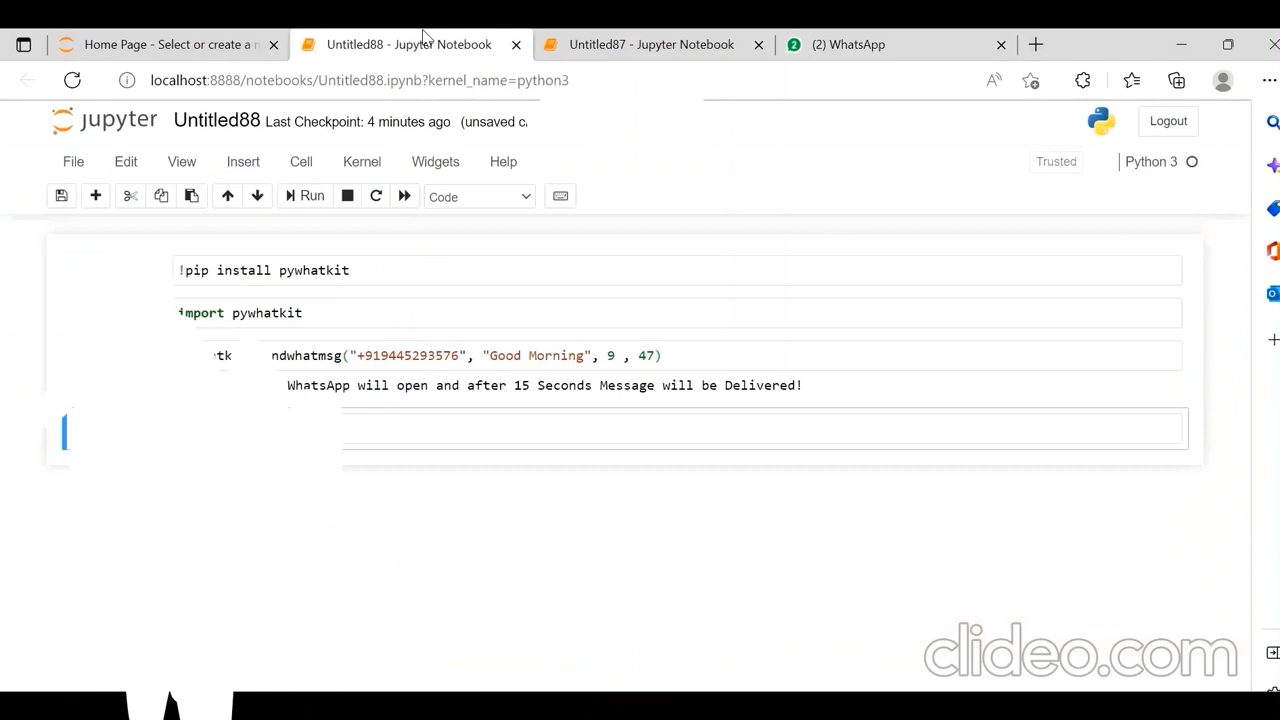 Home Page - Select or create a n
Untitled88 - Jupyter Notebook
Untitled87 - Jupyter Notebook
2
(2) WhatsApp
localhost:8888/notebooks/Untitled88.ipynb?kernel_name=python3
jupyter
Untitled88 Last Checkpoint: 4 minutes ago (unsaved c
Logout
File Edit View Insert Cell Kernel Widgets Help
Trusted
Python 3
Run
Code
!pip install pywhatkit
import pywhatkit
tk ndwhatmsg("+919445293576", "Good Morning", 9 , 47)
WhatsApp will open and after 15 Seconds Message will be Delivered!
clideo.com